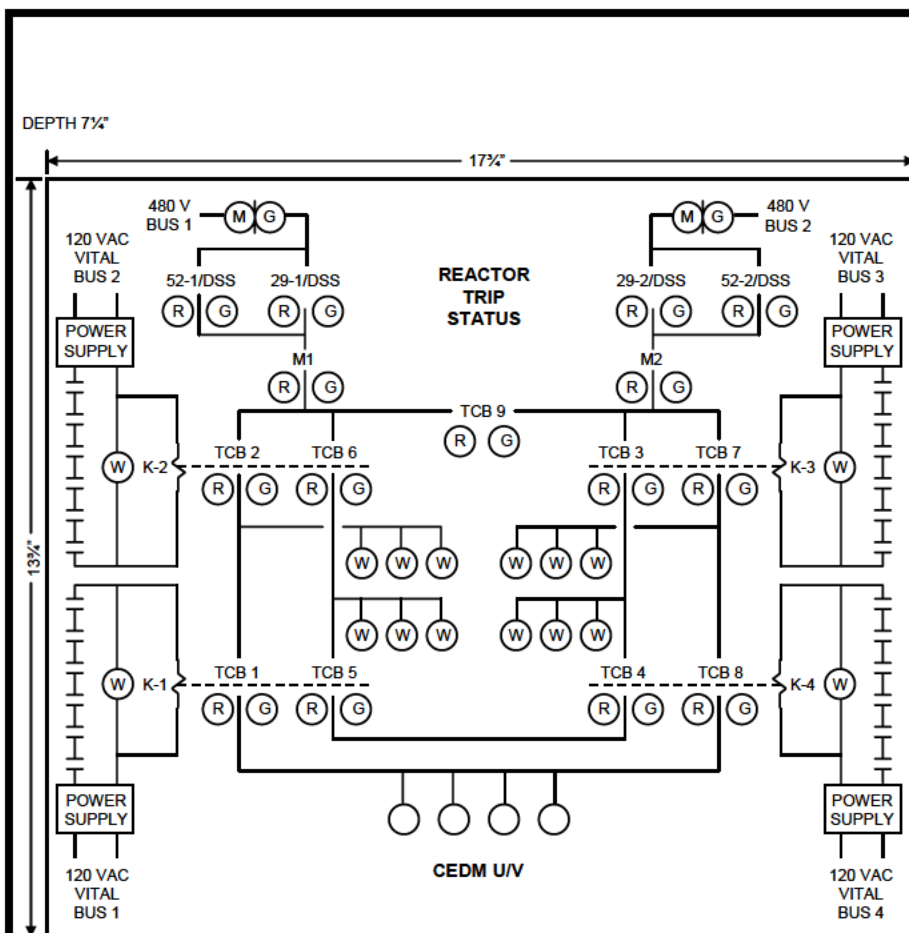 DEPTH 7¼"
17¾"
13¾"
480 V
BUS 1
M G
M G
480 V
BUS 2
120 VAC
VITAL
BUS 2
52-1/DSS
29-1/DSS
REACTOR
TRIP
STATUS
29-2/DSS
52-2/DSS
120 VAC
VITAL
BUS 3
R G
R G
R G
R G
POWER
SUPPLY
POWER
SUPPLY
M1
M2
R G
R G
TCB 9
R G
W
K-2
TCB 2
TCB 6
TCB 3
TCB 7
K-3
W
R G
R G
R G
R G
W W W
W W W
W W W
W W W
W
K-1
TCB 1
TCB 5
TCB 4
TCB 8
K-4
W
R G
R G
R G
R G
POWER
SUPPLY
POWER
SUPPLY
CEDM U/V
120 VAC
VITAL
BUS 1
120 VAC
VITAL
BUS 4